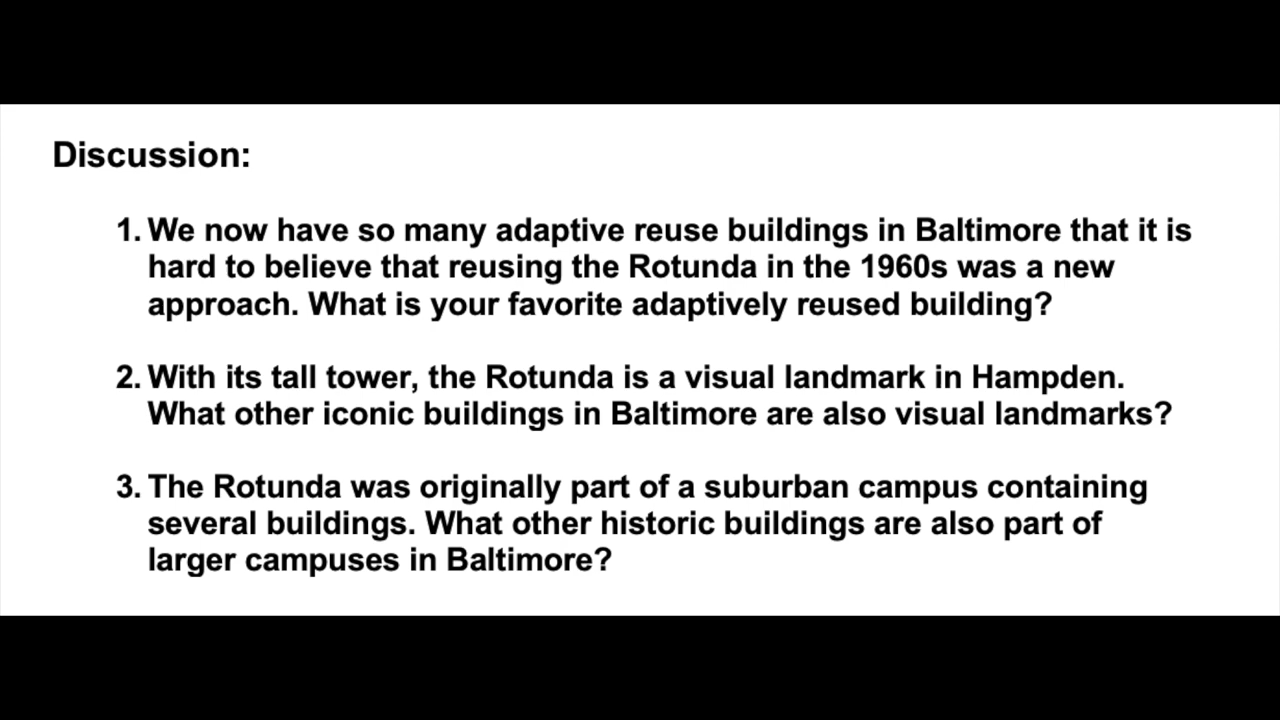 Discussion:
1. We now have so many adaptive reuse buildings in Baltimore that it is
hard to believe that reusing the Rotunda in the 1960s was a new
approach. What is your favorite adaptively reused building?
2. With its tall tower, the Rotunda is a visual landmark in Hampden.
What other iconic buildings in Baltimore are also visual landmarks?
3. The Rotunda was originally part of a suburban campus containing
several buildings. What other historic buildings are also part of
larger campuses in Baltimore?